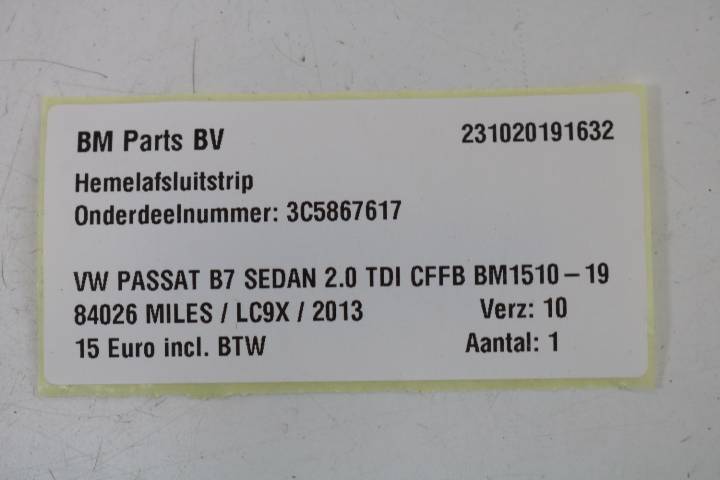 BM Parts BV 231020191632
Hemelafsluitstrip
Onderdeelnummer: 3C5867617
VW PASSAT B7 SEDAN 2.0 TDI CFFB BM1510 – 19
84026 MILES / LC9X / 2013 Verz: 10
15 Euro incl. BTW Aantal: 1